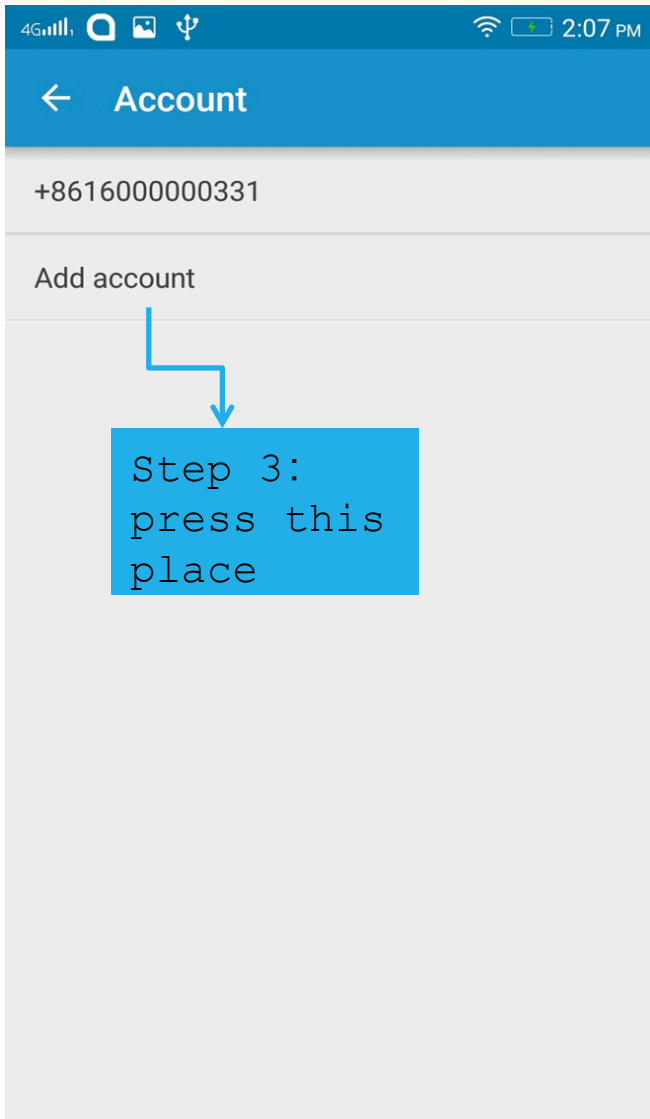 4G 2:07 PM
Account
+8616000000331
Add account
Step 3:
press this
place